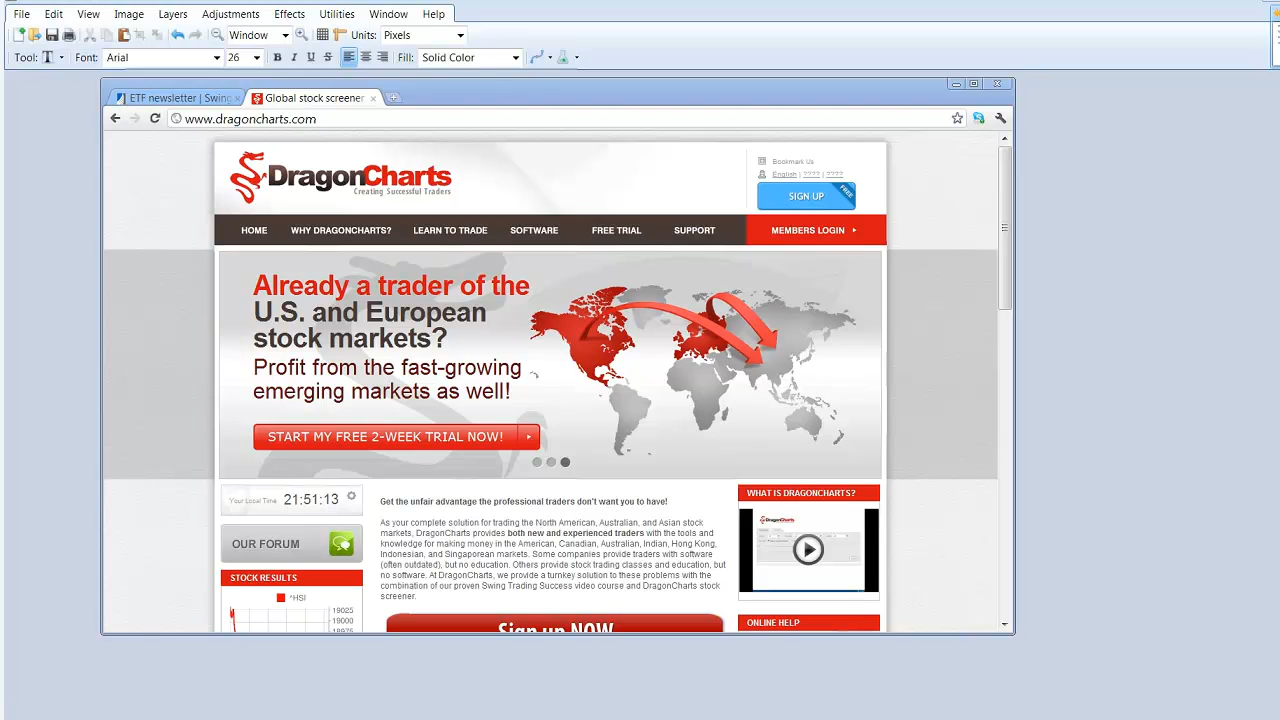 File Edit View Image Layers Adjustments Effects Utilities Window Help
Window Units: Pixels
Tool: T Font: Arial 26 B I U S Fill: Solid Color
ETF newsletter | Swing Global stock screener
www.dragoncharts.com
DragonCharts
Creating Successful Traders
Bookmark Us
English | ???? | ????
SIGN UP FREE
HOME WHY DRAGONCHARTS? LEARN TO TRADE SOFTWARE FREE TRIAL SUPPORT MEMBERS LOGIN
Already a trader of the
U.S. and European
stock markets?
Profit from the fast-growing
emerging markets as well!
START MY FREE 2-WEEK TRIAL NOW!
Your Local Time 21:51:13
OUR FORUM
STOCK RESULTS
^HSI
19025
19000
18975
Get the unfair advantage the professional traders don't want you to have!
As your complete solution for trading the North American, Australian, and Asian stock
markets, DragonCharts provides both new and experienced traders with the tools and
knowledge for making money in the American, Canadian, Australian, Indian, Hong Kong,
Indonesian, and Singaporean markets. Some companies provide traders with software
(often outdated), but no education. Others provide stock trading classes and education, but
no software. At DragonCharts, we provide a turnkey solution to these problems with the
combination of our proven Swing Trading Success video course and DragonCharts stock
screener.
Sign up NOW
WHAT IS DRAGONCHARTS?
DragonCharts
ONLINE HELP